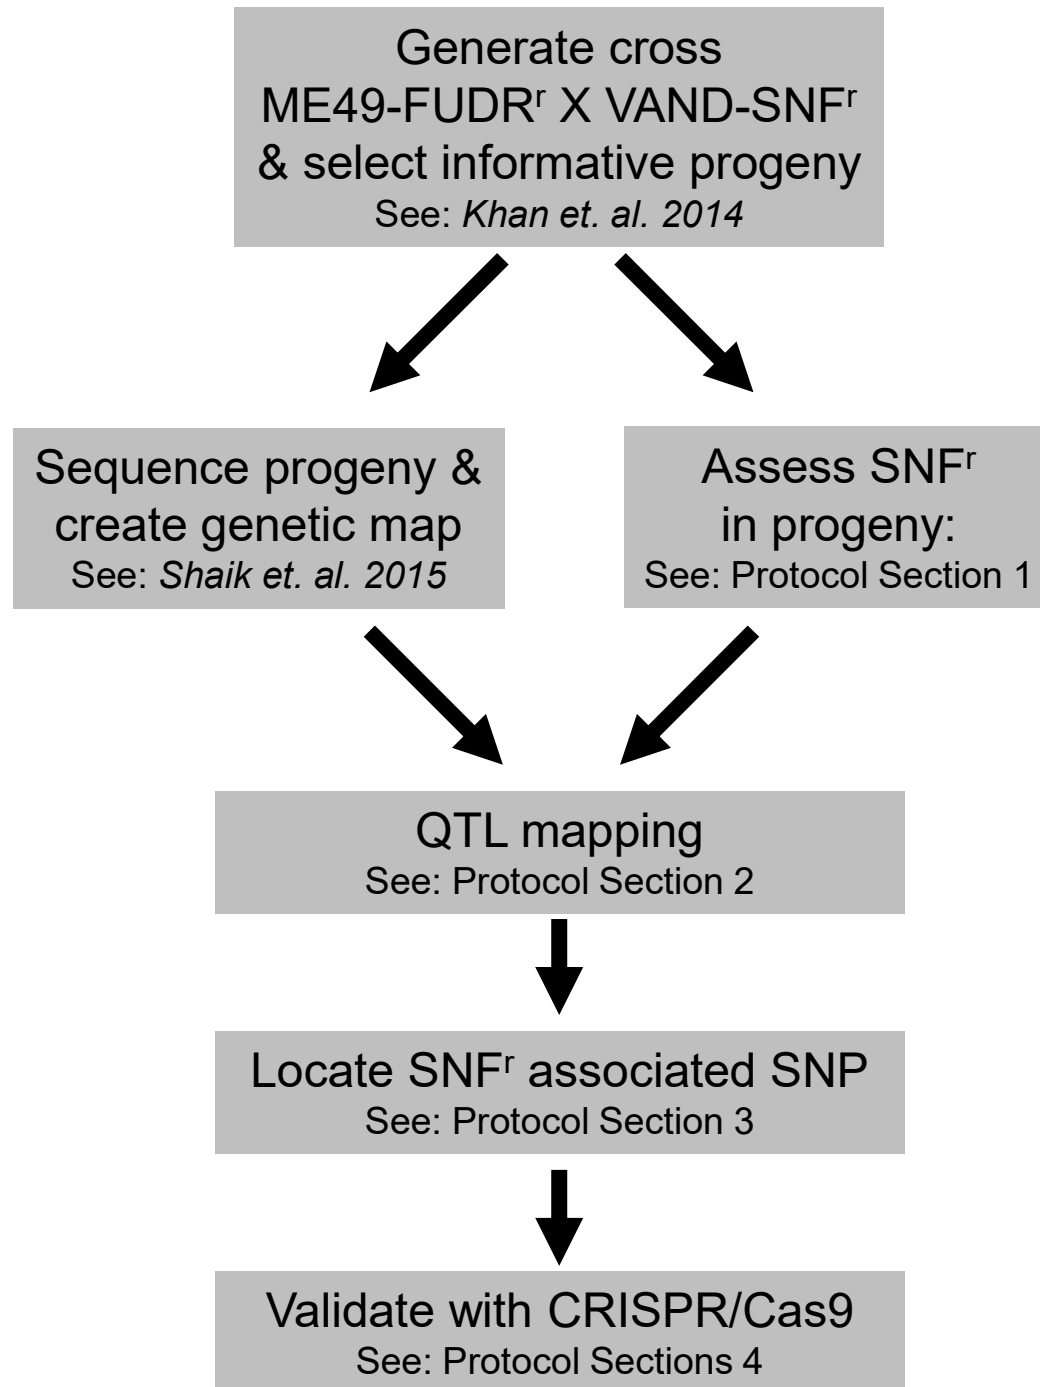 Generate cross
ME49-FUDRʳ X VAND-SNFʳ
& select informative progeny
See: Khan et. al. 2014
Sequence progeny &
create genetic map
See: Shaik et. al. 2015
Assess SNFʳ
in progeny:
See: Protocol Section 1
QTL mapping
See: Protocol Section 2
Locate SNFʳ associated SNP
See: Protocol Section 3
Validate with CRISPR/Cas9
See: Protocol Sections 4